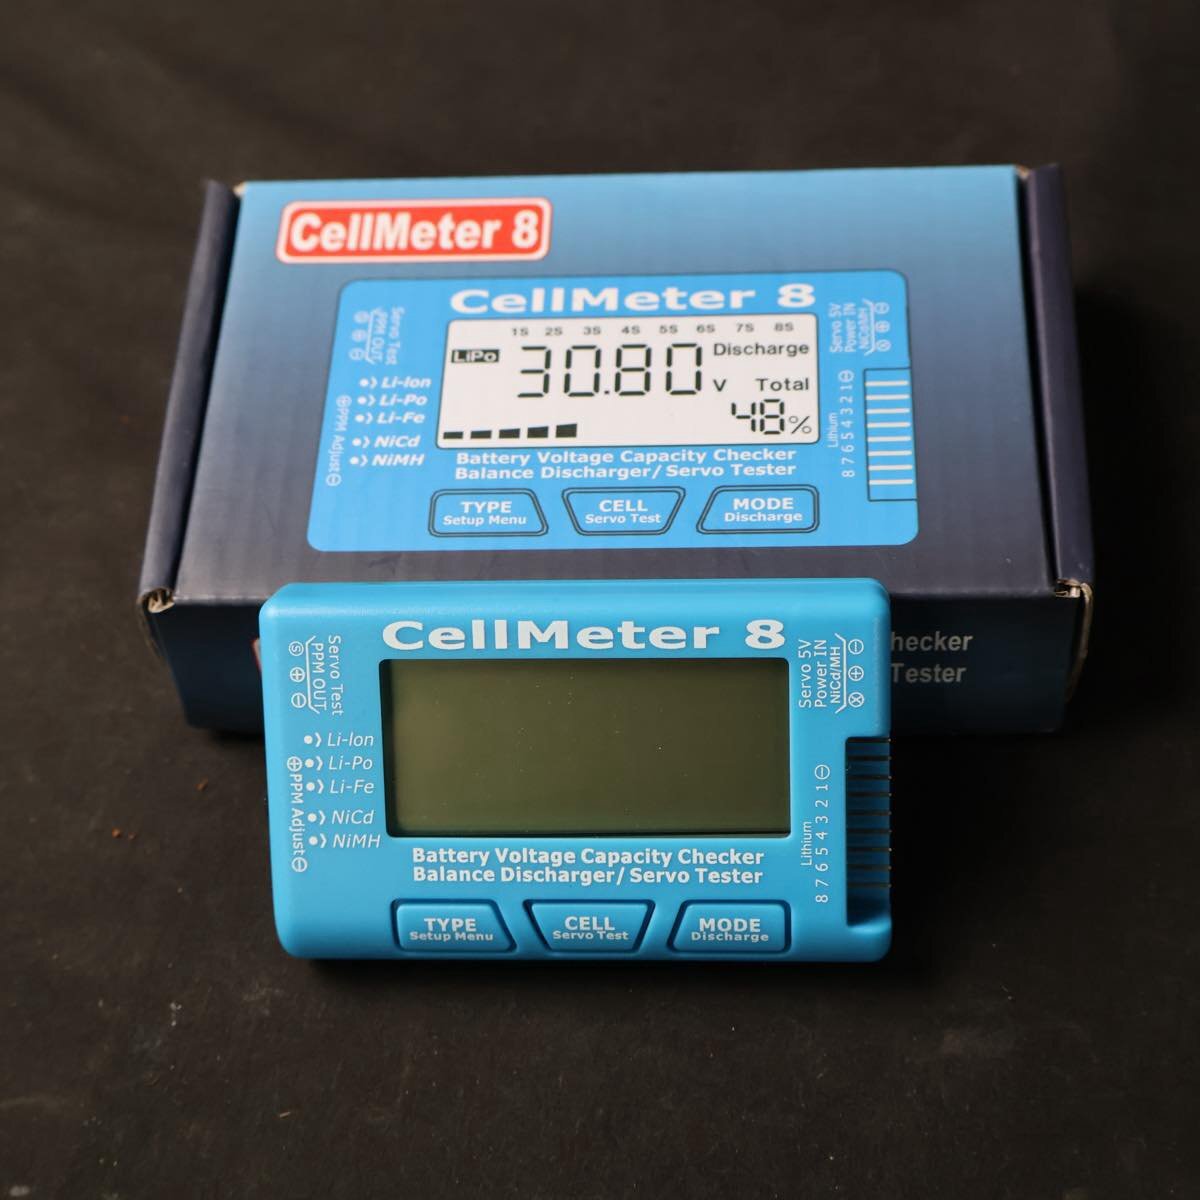 CellMeter 8
CellMeter 8
1S 2S 3S 4S 5S 6S 7S 8S
LiPo
30.80 V
Discharge
Total
48%
Servo Test
PPM OUT
Li-Ion
Li-Po
Li-Fe
NiCd
NiMH
⊕PPM Adjust⊖
Servo 5V
Power IN
NiCd/MH
Lithium
8 7 6 5 4 3 2 1 ⊖
Battery Voltage Capacity Checker
Balance Discharger/ Servo Tester
TYPE
Setup Menu
CELL
Servo Test
MODE
Discharge
hecker
Tester
CellMeter 8
Servo Test
PPM OUT
Ⓢ ⊕ ⊖
Li-Ion
Li-Po
Li-Fe
NiCd
NiMH
⊕PPM Adjust⊖
Servo 5V
Power IN
NiCd/MH
⊗ ⊕ ⊖
Lithium
8 7 6 5 4 3 2 1 ⊖
Battery Voltage Capacity Checker
Balance Discharger/ Servo Tester
TYPE
Setup Menu
CELL
Servo Test
MODE
Discharge